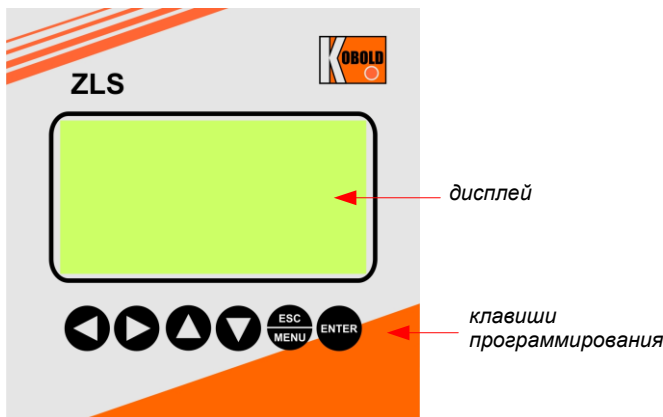 KOBOLD
ZLS
дисплей
ESC
MENU
ENTER
клавиши
программирования